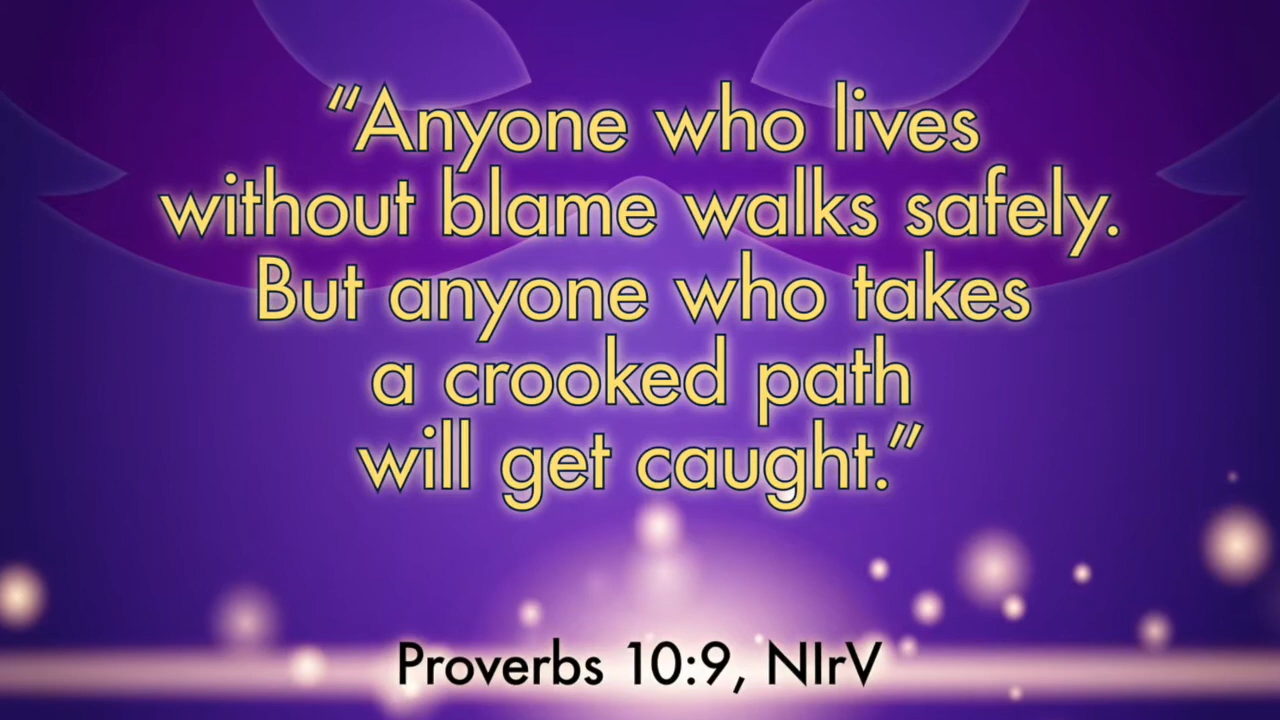 “Anyone who lives
without blame walks safely.
But anyone who takes
a crooked path
will get caught.”
Proverbs 10:9, NIrV